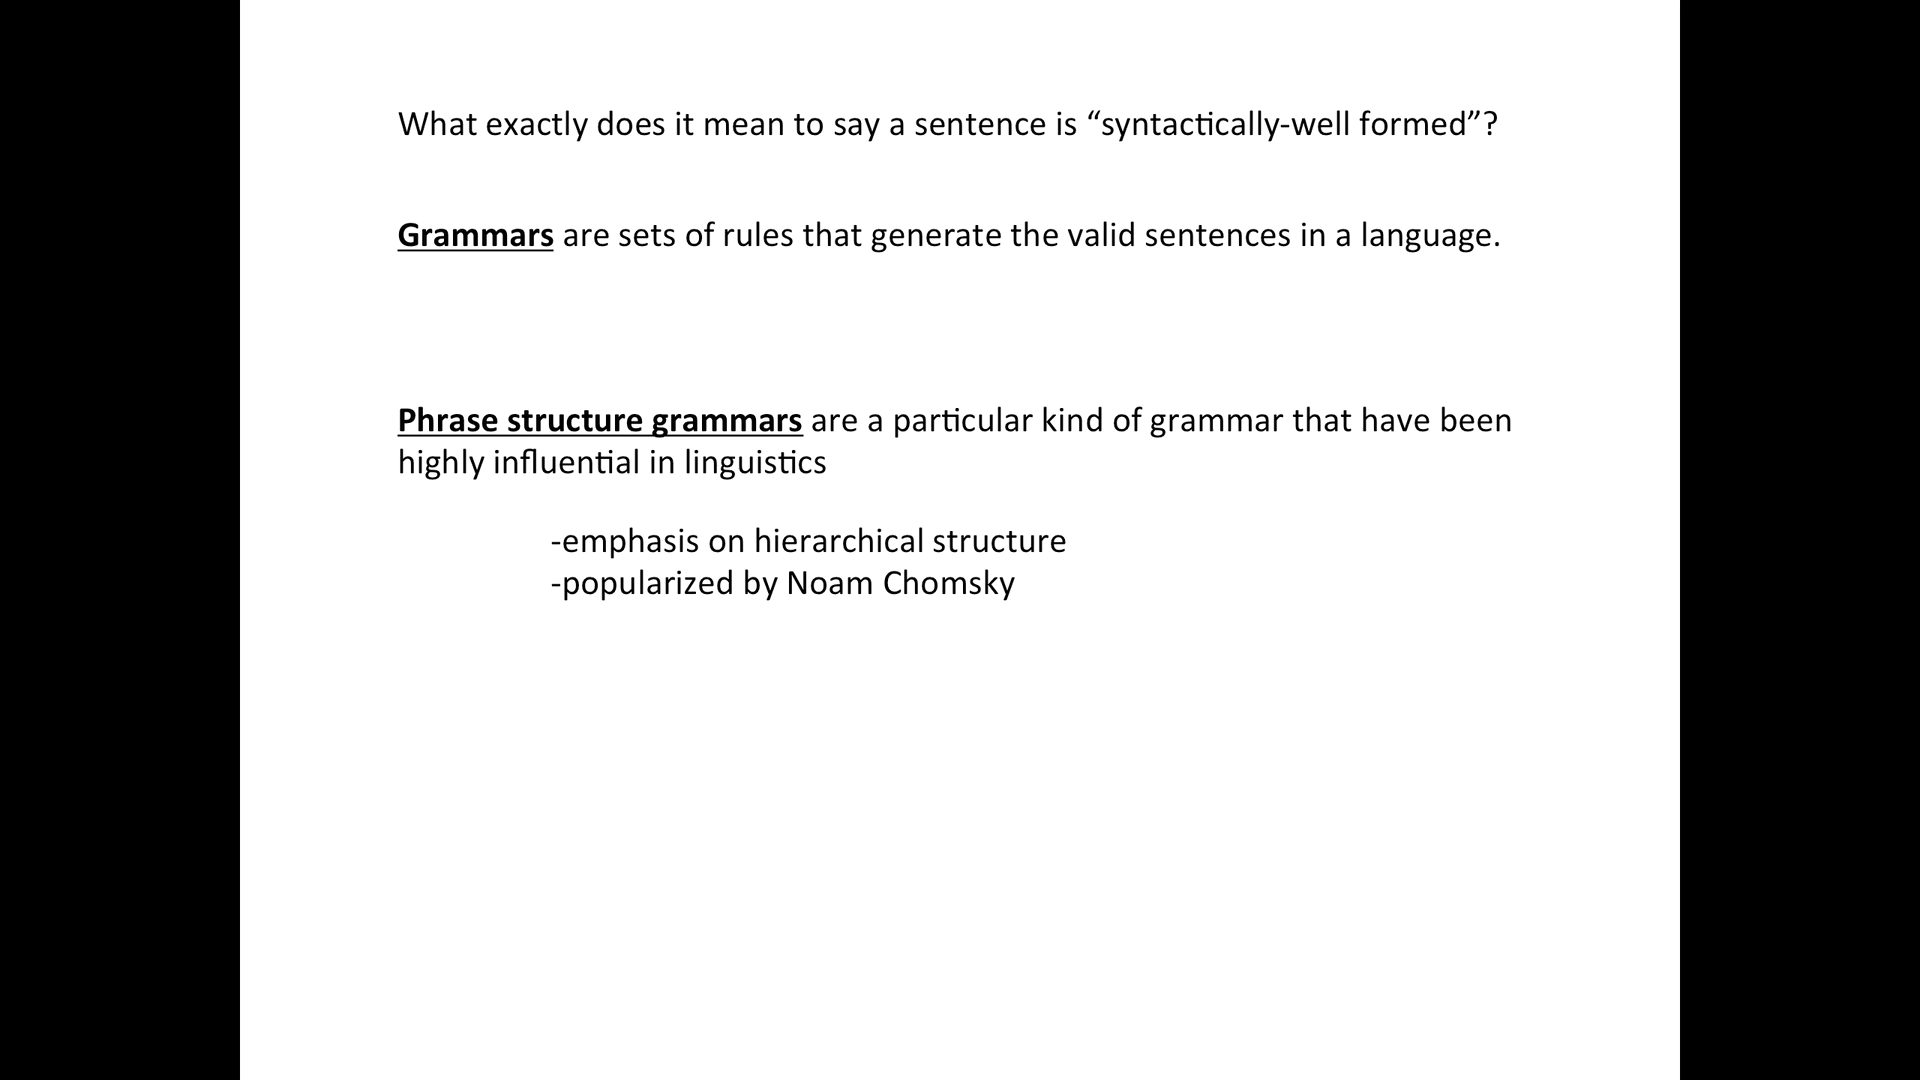 What exactly does it mean to say a sentence is “syntactically-well formed”?
Grammars are sets of rules that generate the valid sentences in a language.
Phrase structure grammars are a particular kind of grammar that have been
highly influential in linguistics
-emphasis on hierarchical structure
-popularized by Noam Chomsky